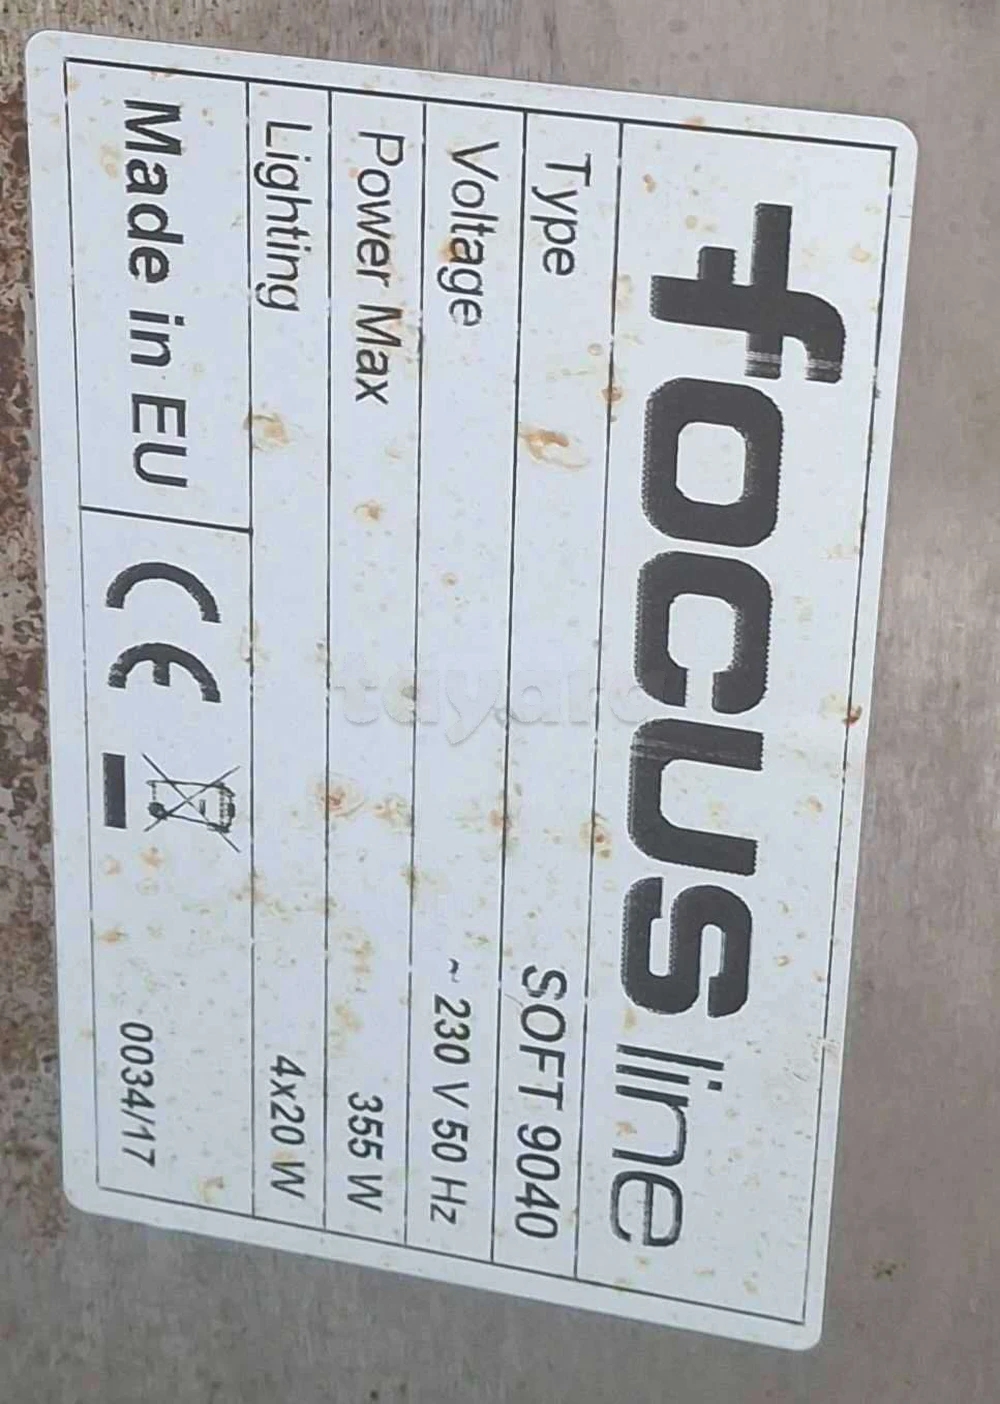 focus line
Type SOFT 9040
Voltage ~ 230 V 50 Hz
Power Max 355 W
Lighting 4x20 W
Made in EU CE 0034/17